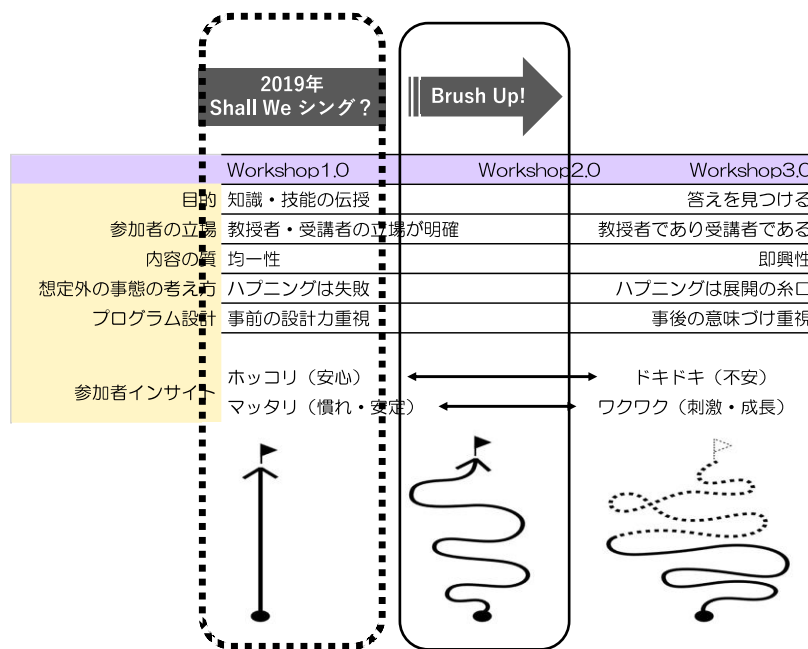 2019年
Shall We シング？
Brush Up!
Workshop1.0 Workshop2.0 Workshop3.0
目的 知識・技能の伝授 答えを見つける
参加者の立場 教授者・受講者の立場が明確 教授者であり受講者である
内容の質 均一性 即興性
想定外の事態の考え方 ハプニングは失敗 ハプニングは展開の糸口
プログラム設計 事前の設計力重視 事後の意味づけ重視
参加者インサイト
ホッコリ（安心） ドキドキ（不安）
マッタリ（慣れ・安定） ワクワク（刺激・成長）